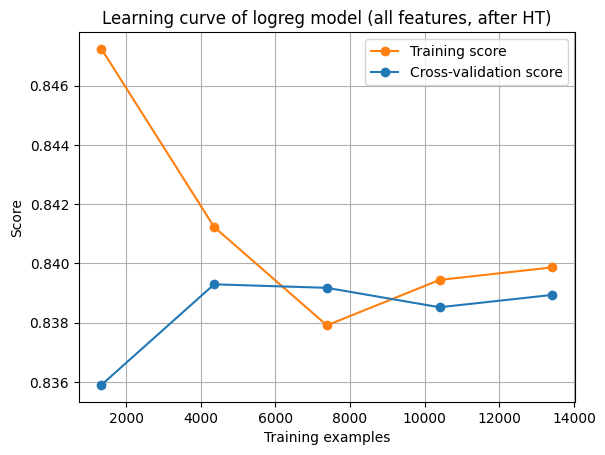 Learning curve of logreg model (all features, after HT)
Training score
Cross-validation score
0.846
0.844
0.842
0.840
0.838
0.836
Score
2000 4000 6000 8000 10000 12000 14000
Training examples